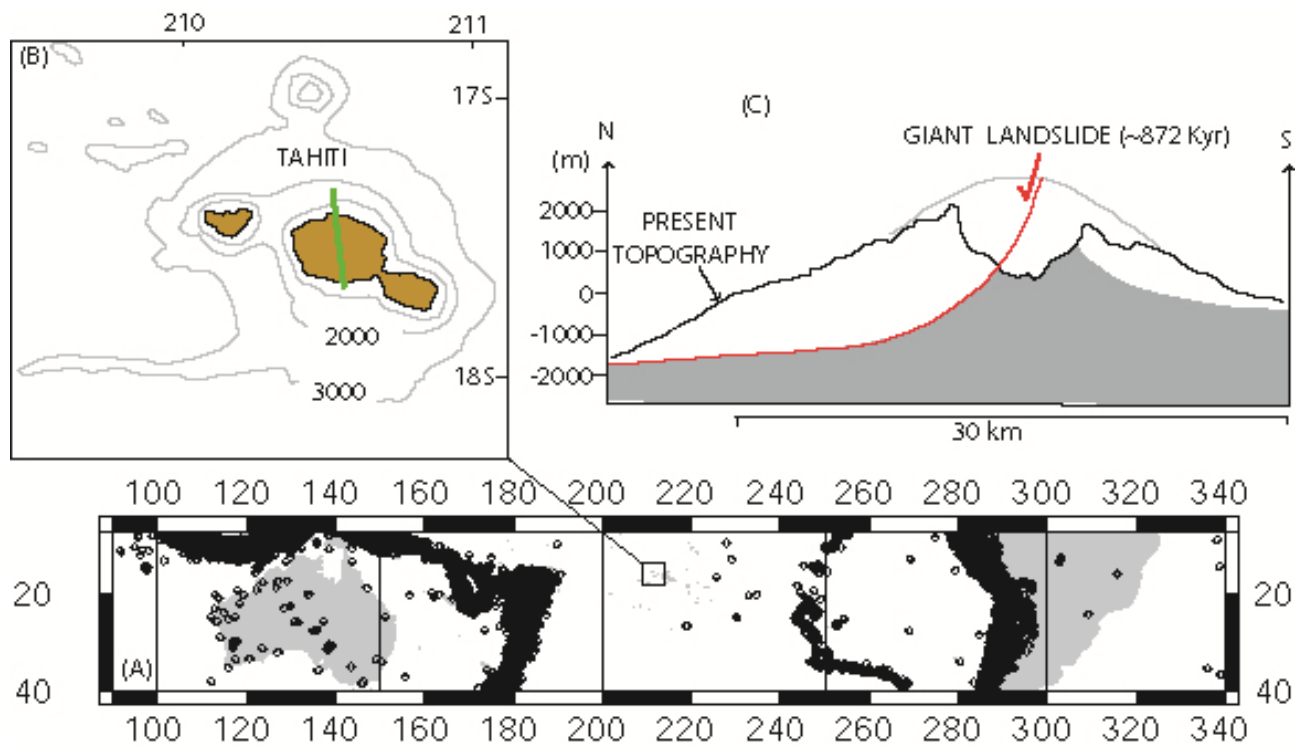 210 211
(B)
17S
TAHITI
2000
3000
18S
(C)
N
S
(m)
GIANT LANDSLIDE (~872 Kyr)
2000
PRESENT
TOPOGRAPHY
1000
0
-1000
-2000
30 km
100 120 140 160 180 200 220 240 260 280 300 320 340
20 20
(A)
40 40
100 120 140 160 180 200 220 240 260 280 300 320 340